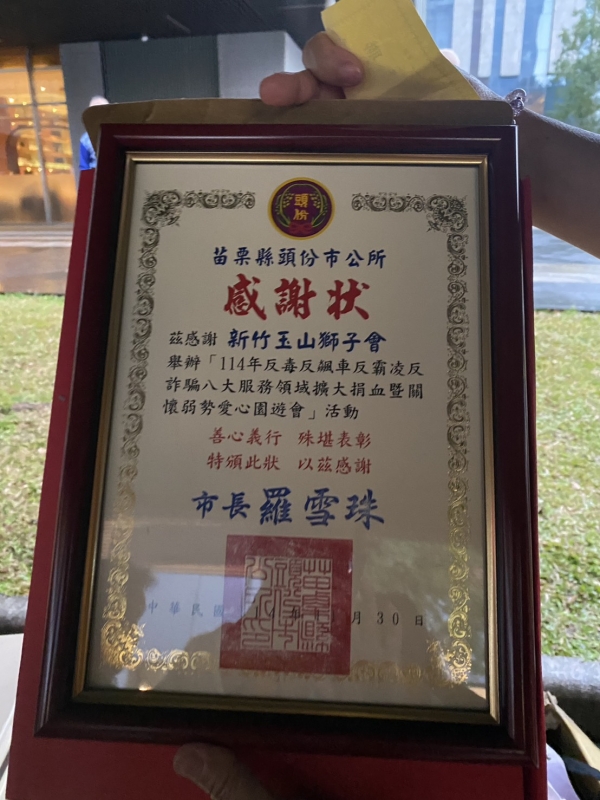 頭份
苗栗縣頭份市公所
感謝狀
茲感謝 新竹玉山獅子會
舉辦「114年反毒反飆車反霸凌反
詐騙八大服務領域擴大捐血暨關
懷弱勢愛心園遊會」活動
善心義行 殊堪表彰
特頒此狀 以茲感謝
市長羅雪珠
中華民國 年 月30日